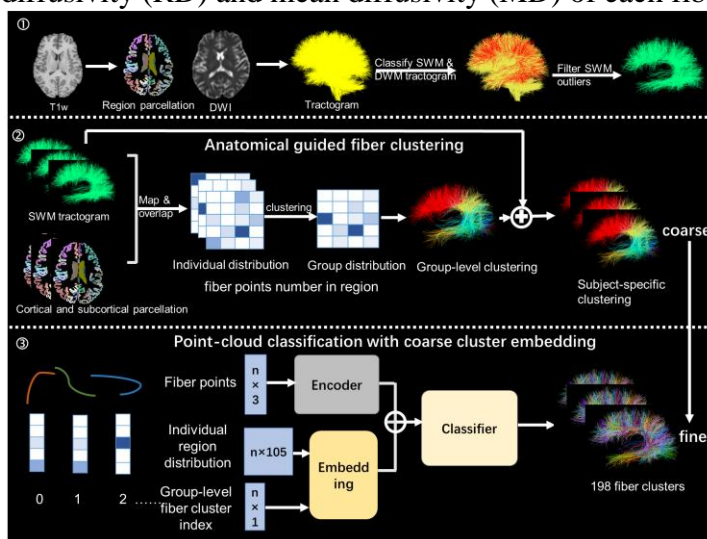 diffusivity (RD) and mean diffusivity (MD) of each fib
①
T1w
Region parcellation
DWI
Tractogram
Classify SWM &
DWM tractogram
Filter SWM
outliers
②
Anatomical guided fiber clustering
SWM tractogram
Cortical and subcortical parcellation
Map &
overlap
clustering
Individual distribution
Group distribution
fiber points number in region
Group-level clustering
Subject-specific
clustering
coarse
③
Point-cloud classification with coarse cluster embedding
0 1 2 ......
Fiber points
n
×
3
Encoder
Individual
region
distribution
n×105
Embedd
ing
Group-level
fiber cluster
index
n
×
1
Classifier
198 fiber clusters
fine